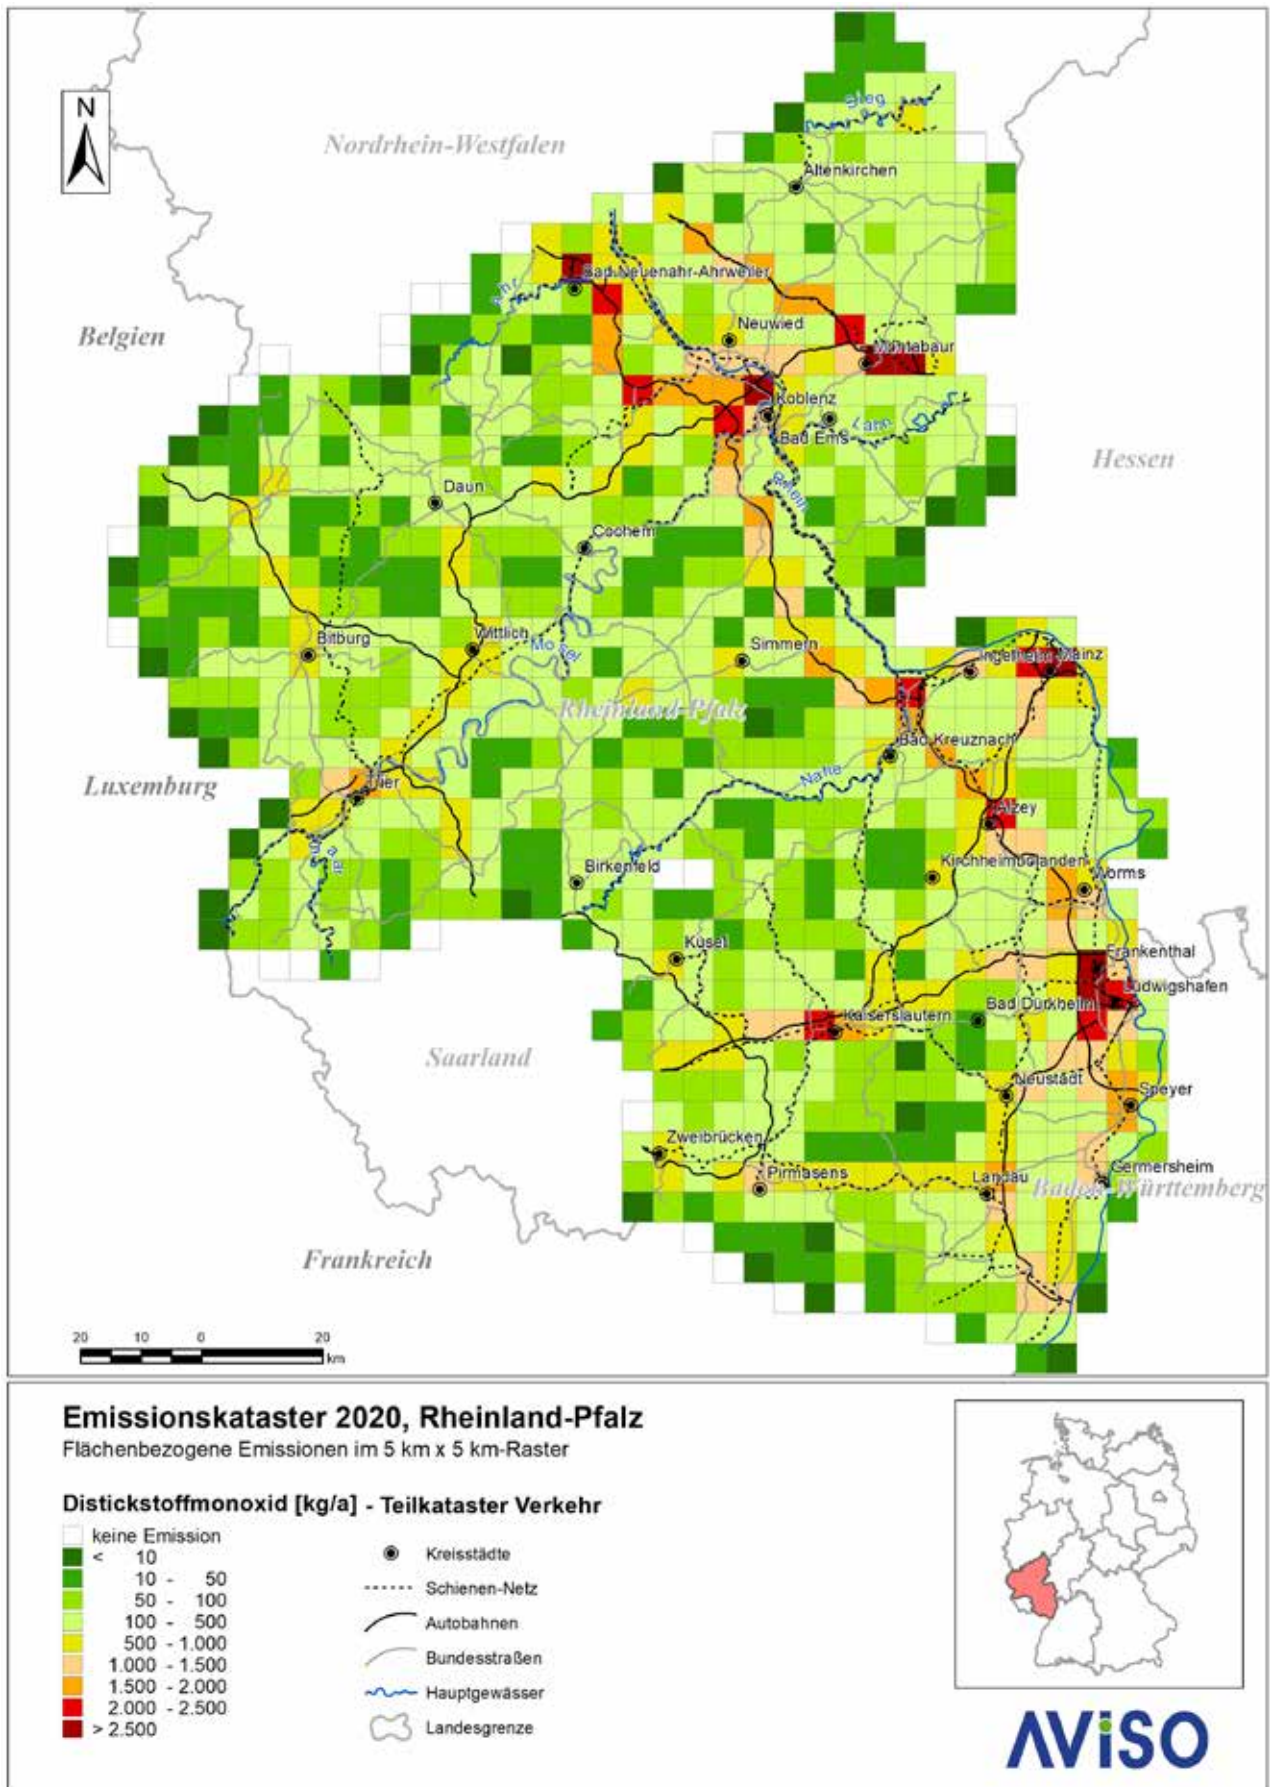 N
Nordrhein-Westfalen
Sieg
Altenkirchen
Ahr
Bad Neuenahr-Ahrweiler
Belgien
Neuwied
Montabaur
Koblenz
Bad Ems
Lahn
Hessen
Rhein
Daun
Cochem
Bitburg
Wittlich
Mosel
Simmern
Ingelheim
Mainz
Rheinland-Pfalz
Bad Kreuznach
Luxemburg
Trier
Nahe
Alzey
Saar
Birkenfeld
Kirchheimbolanden
Worms
Kusel
Frankenthal
Ludwigshafen
Kaiserslautern
Bad Dürkheim
Saarland
Neustadt
Speyer
Zweibrücken
Pirmasens
Landau
Germersheim
Baden-Württemberg
Frankreich
20 10 0 20
km
Emissionskataster 2020, Rheinland-Pfalz
Flächenbezogene Emissionen im 5 km x 5 km-Raster
Distickstoffmonoxid [kg/a] - Teilkataster Verkehr
keine Emission
< 10
10 - 50
50 - 100
100 - 500
500 - 1.000
1.000 - 1.500
1.500 - 2.000
2.000 - 2.500
> 2.500
Kreisstädte
Schienen-Netz
Autobahnen
Bundesstraßen
Hauptgewässer
Landesgrenze
AViSO